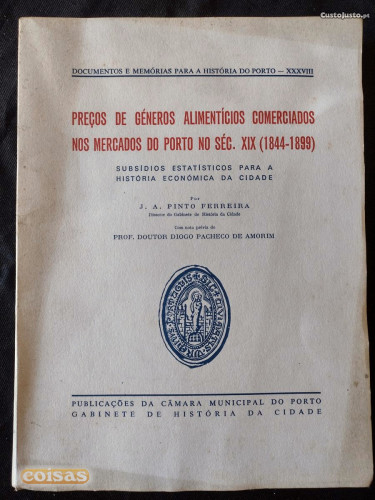 CustoJusto.pt
DOCUMENTOS E MEMÓRIAS PARA A HISTÓRIA DO PORTO — XXXVIII
PREÇOS DE GÉNEROS ALIMENTÍCIOS COMERCIADOS
NOS MERCADOS DO PORTO NO SÉC. XIX (1844-1899)
SUBSÍDIOS ESTATÍSTICOS PARA A
HISTÓRIA ECONÓMICA DA CIDADE
Por
J. A. PINTO FERREIRA
Director do Gabinete de História da Cidade
Com nota prévia do
PROF. DOUTOR DIOGO PACHECO DE AMORIM
PUBLICAÇÕES DA CÂMARA MUNICIPAL DO PORTO
GABINETE DE HISTÓRIA DA CIDADE
coisas